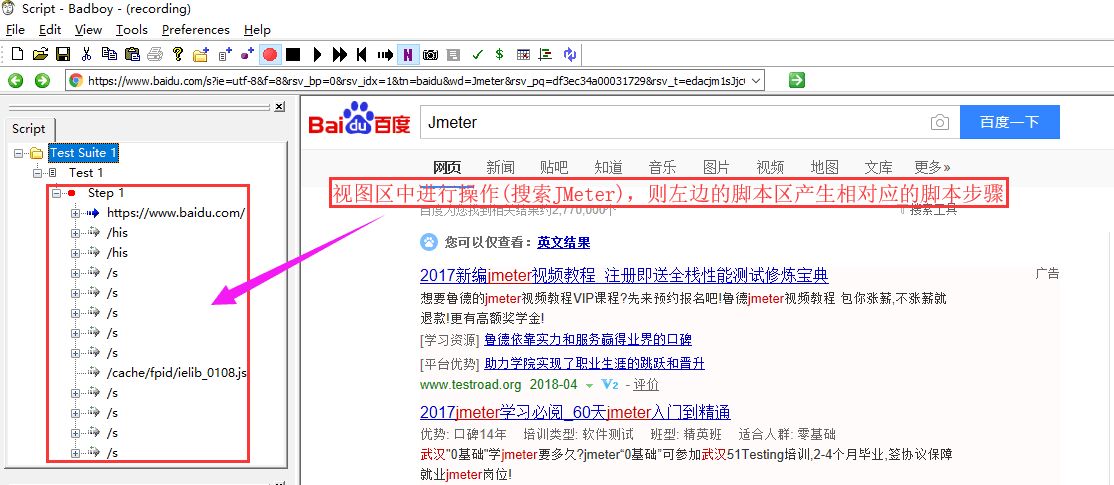 Script - Badboy - (recording)
File Edit View Tools Preferences Help
N
https://www.baidu.com/s?ie=utf-8&f=8&rsv_bp=0&rsv_idx=1&tn=baidu&wd=Jmeter&rsv_pq=df3ec34a00031729&rsv_t=edacjm1sJjc
Script
Test Suite 1
Test 1
Step 1
https://www.baidu.com/
/his
/his
/s
/s
/s
/s
/s
/cache/fpid/ielib_0108.js
/s
/s
/s
/s
Bai du 百度
Jmeter
百度一下
网页 新闻 贴吧 知道 音乐 图片 视频 地图 文库 更多»
视图区中进行操作(搜索JMeter)，则左边的脚本区产生相对应的脚本步骤
百度为您找到相关结果约2,770,000个
搜索工具
您可以仅查看：英文结果
2017新编jmeter视频教程 注册即送全栈性能测试修炼宝典
广告
想要鲁德的jmeter视频教程VIP课程?先来预约报名吧!鲁德jmeter视频教程 包你涨薪,不涨薪就
退款!更有高额奖学金!
[学习资源] 鲁德依靠实力和服务赢得业界的口碑
[平台优势] 助力学院实现了职业生涯的跳跃和晋升
www.testroad.org 2018-04 V2 - 评价
2017jmeter学习必阅_60天jmeter入门到精通
优势: 口碑14年 培训类型: 软件测试 班型: 精英班 适合人群: 零基础
武汉"0基础"学jmeter要多久?jmeter"0基础"可参加武汉51Testing培训,2-4个月毕业,签协议保障
就业jmeter岗位!